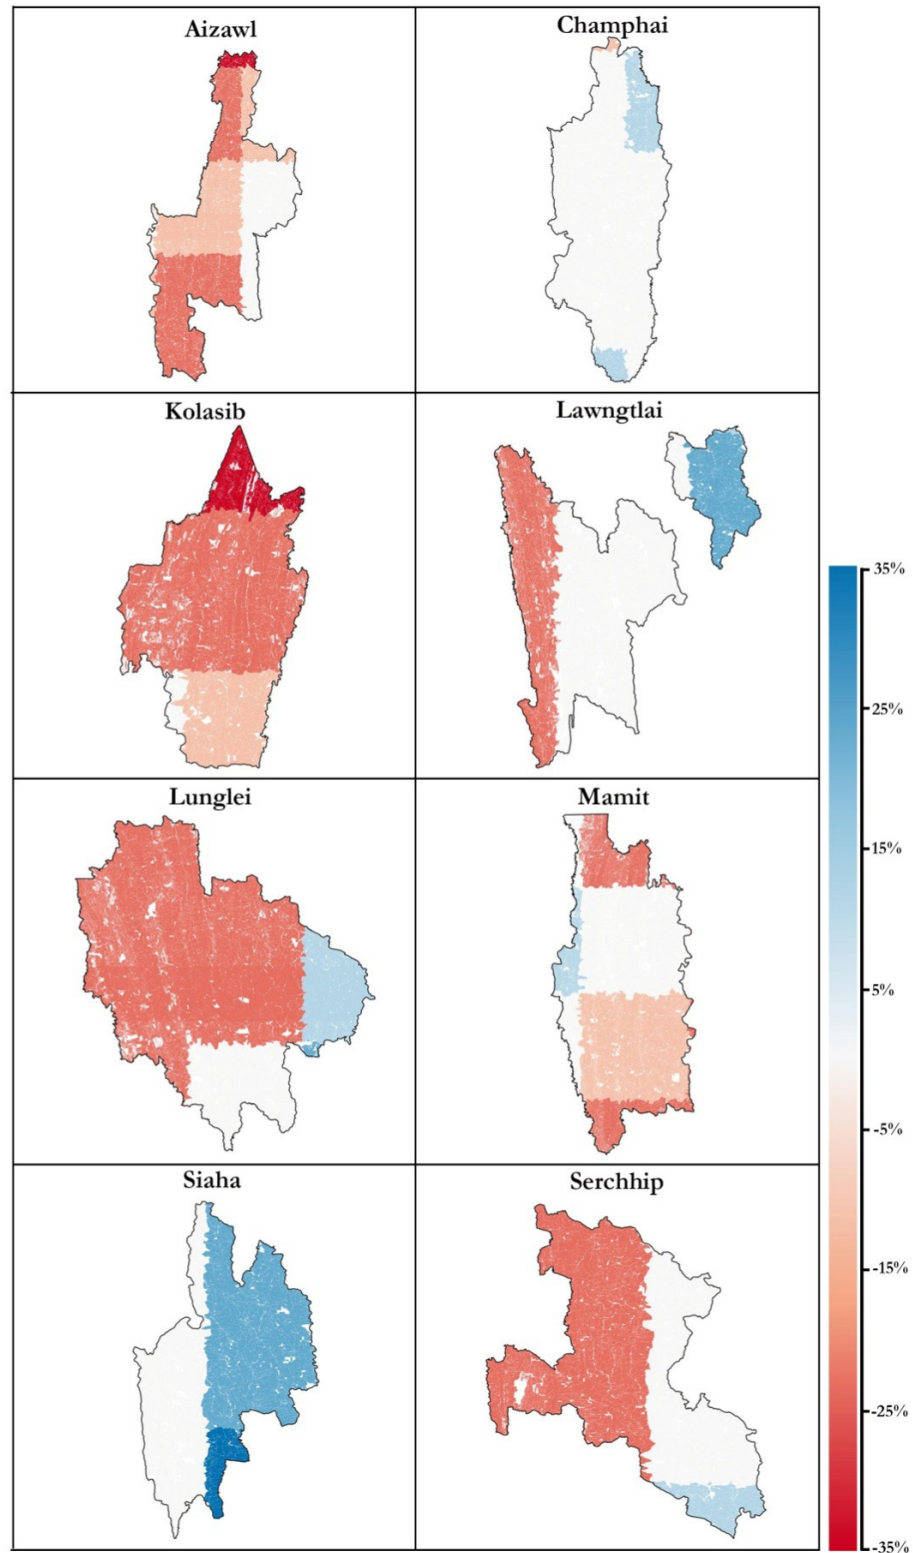 Aizawl
Champhai
Kolasib
Lawngtlai
Lunglei
Mamit
Siaha
Serchhip
35%
25%
15%
5%
-5%
-15%
-25%
-35%